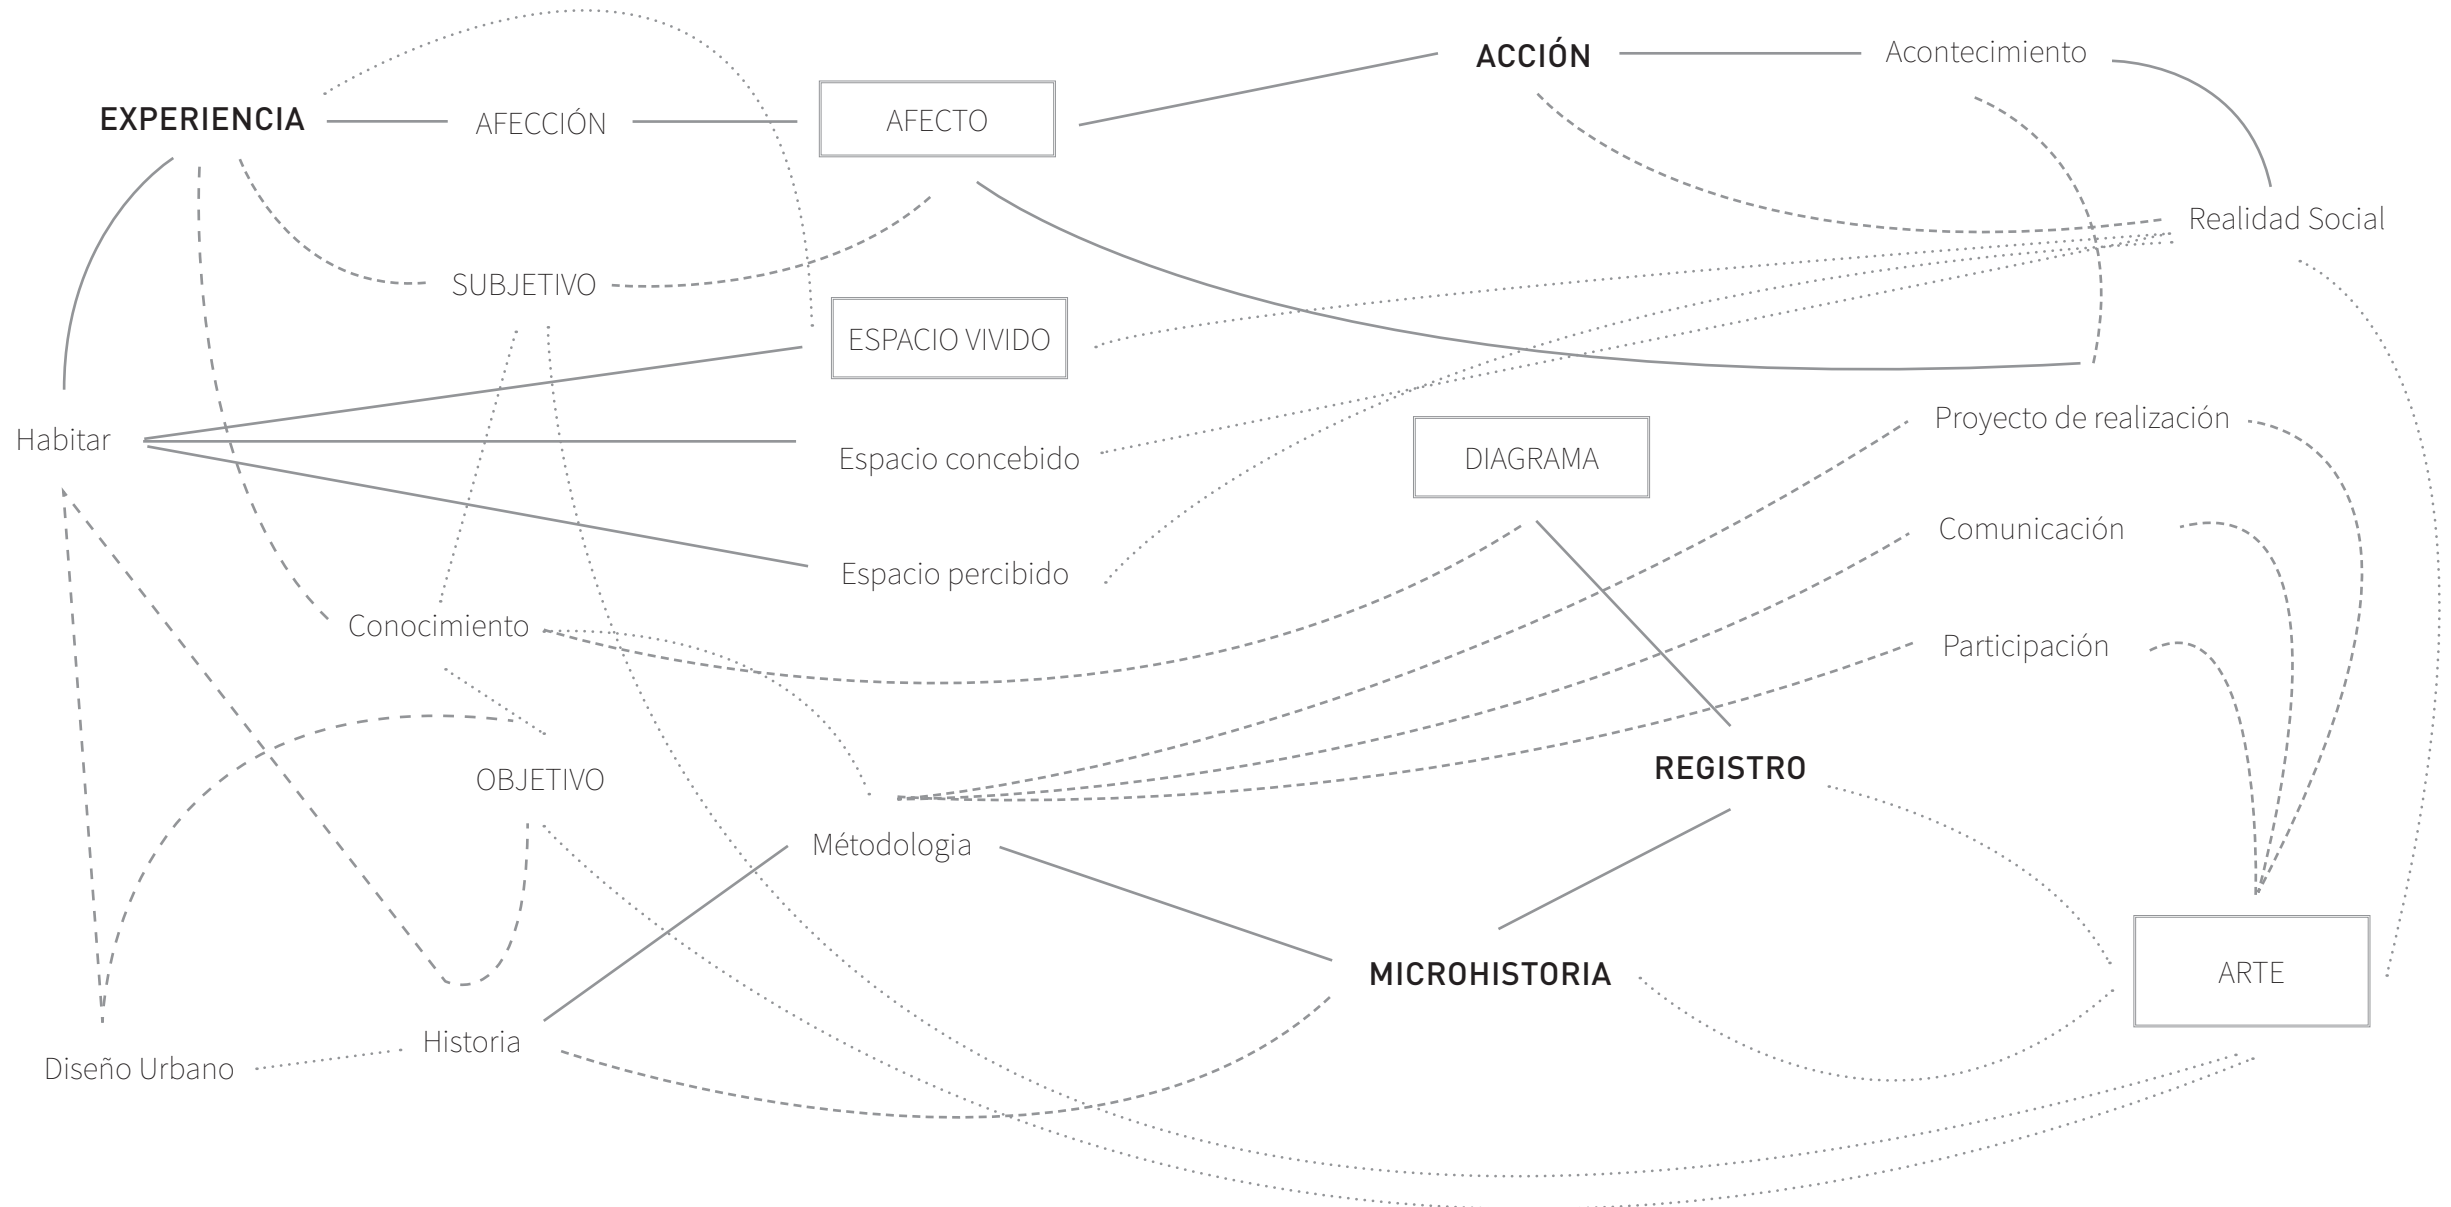 ACCIÓN
Acontecimiento
EXPERIENCIA
AFECCIÓN
AFECTO
Realidad Social
SUBJETIVO
ESPACIO VIVIDO
Habitar
Espacio concebido
DIAGRAMA
Proyecto de realización
Comunicación
Espacio percibido
Conocimiento
Participación
OBJETIVO
REGISTRO
Métodologia
MICROHISTORIA
ARTE
Historia
Diseño Urbano